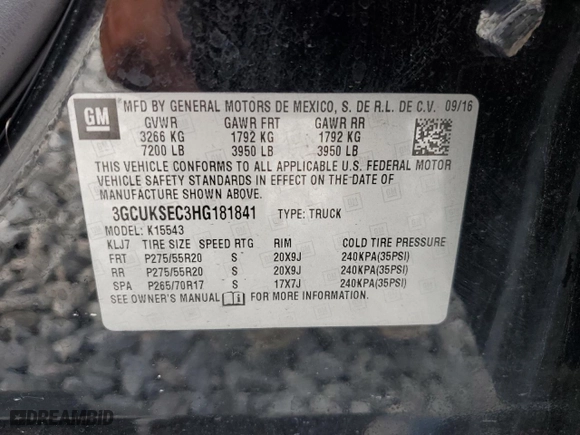 GM
MFD BY GENERAL MOTORS DE MEXICO, S. DE R.L. DE C.V. 09/16
GVWR GAWR FRT GAWR RR
3266 KG 1792 KG 1792 KG
7200 LB 3950 LB 3950 LB
THIS VEHICLE CONFORMS TO ALL APPLICABLE U.S. FEDERAL MOTOR
VEHICLE SAFETY STANDARDS IN EFFECT ON THE DATE OF
MANUFACTURE SHOWN ABOVE.
3GCUKSEC3HG181841 TYPE: TRUCK
MODEL: K15543
KLJ7 TIRE SIZE SPEED RTG RIM COLD TIRE PRESSURE
FRT P275/55R20 S 20X9J 240KPA(35PSI)
RR P275/55R20 S 20X9J 240KPA(35PSI)
SPA P265/70R17 S 17X7J 240KPA(35PSI)
SEE OWNER'S MANUAL FOR MORE INFORMATION.
DREAMBID